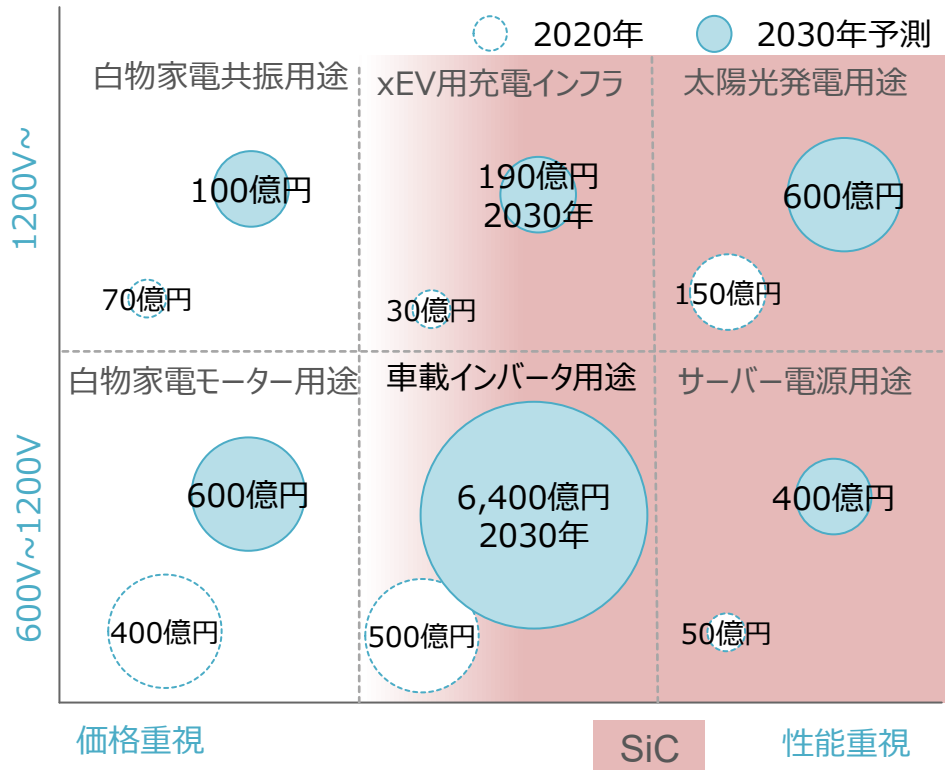 2020年
2030年予測
白物家電共振用途
xEV用充電インフラ
太陽光発電用途
1200V~
100億円
190億円
2030年
600億円
70億円
30億円
150億円
白物家電モーター用途
車載インバータ用途
サーバー電源用途
600V~1200V
600億円
6,400億円
2030年
400億円
400億円
500億円
50億円
価格重視
SiC
性能重視